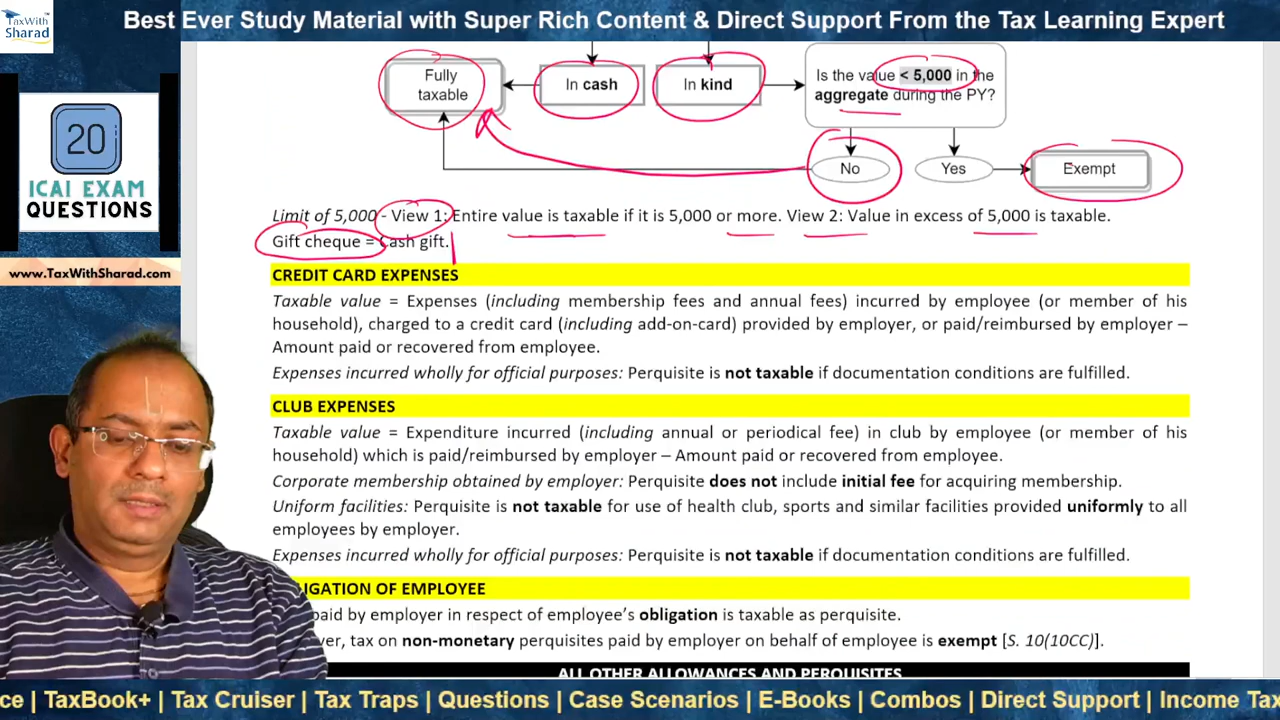 TaxWith
Sharad
Best Ever Study Material with Super Rich Content & Direct Support From the Tax Learning Expert
20
ICAI EXAM
QUESTIONS
www.TaxWithSharad.com
Fully
taxable
In cash
In kind
Is the value < 5,000 in the
aggregate during the PY?
No
Yes
Exempt
Limit of 5,000 - View 1: Entire value is taxable if it is 5,000 or more. View 2: Value in excess of 5,000 is taxable.
Gift cheque = Cash gift.
CREDIT CARD EXPENSES
Taxable value = Expenses (including membership fees and annual fees) incurred by employee (or member of his
household), charged to a credit card (including add-on-card) provided by employer, or paid/reimbursed by employer –
Amount paid or recovered from employee.
Expenses incurred wholly for official purposes: Perquisite is not taxable if documentation conditions are fulfilled.
CLUB EXPENSES
Taxable value = Expenditure incurred (including annual or periodical fee) in club by employee (or member of his
household) which is paid/reimbursed by employer – Amount paid or recovered from employee.
Corporate membership obtained by employer: Perquisite does not include initial fee for acquiring membership.
Uniform facilities: Perquisite is not taxable for use of health club, sports and similar facilities provided uniformly to all
employees by employer.
Expenses incurred wholly for official purposes: Perquisite is not taxable if documentation conditions are fulfilled.
LIGATION OF EMPLOYEE
paid by employer in respect of employee's obligation is taxable as perquisite.
er, tax on non-monetary perquisites paid by employer on behalf of employee is exempt [S. 10(10CC)].
ALL OTHER ALLOWANCES AND PERQUISITES
ce | TaxBook+ | Tax Cruiser | Tax Traps | Questions | Case Scenarios | E-Books | Combos | Direct Support | Income Ta